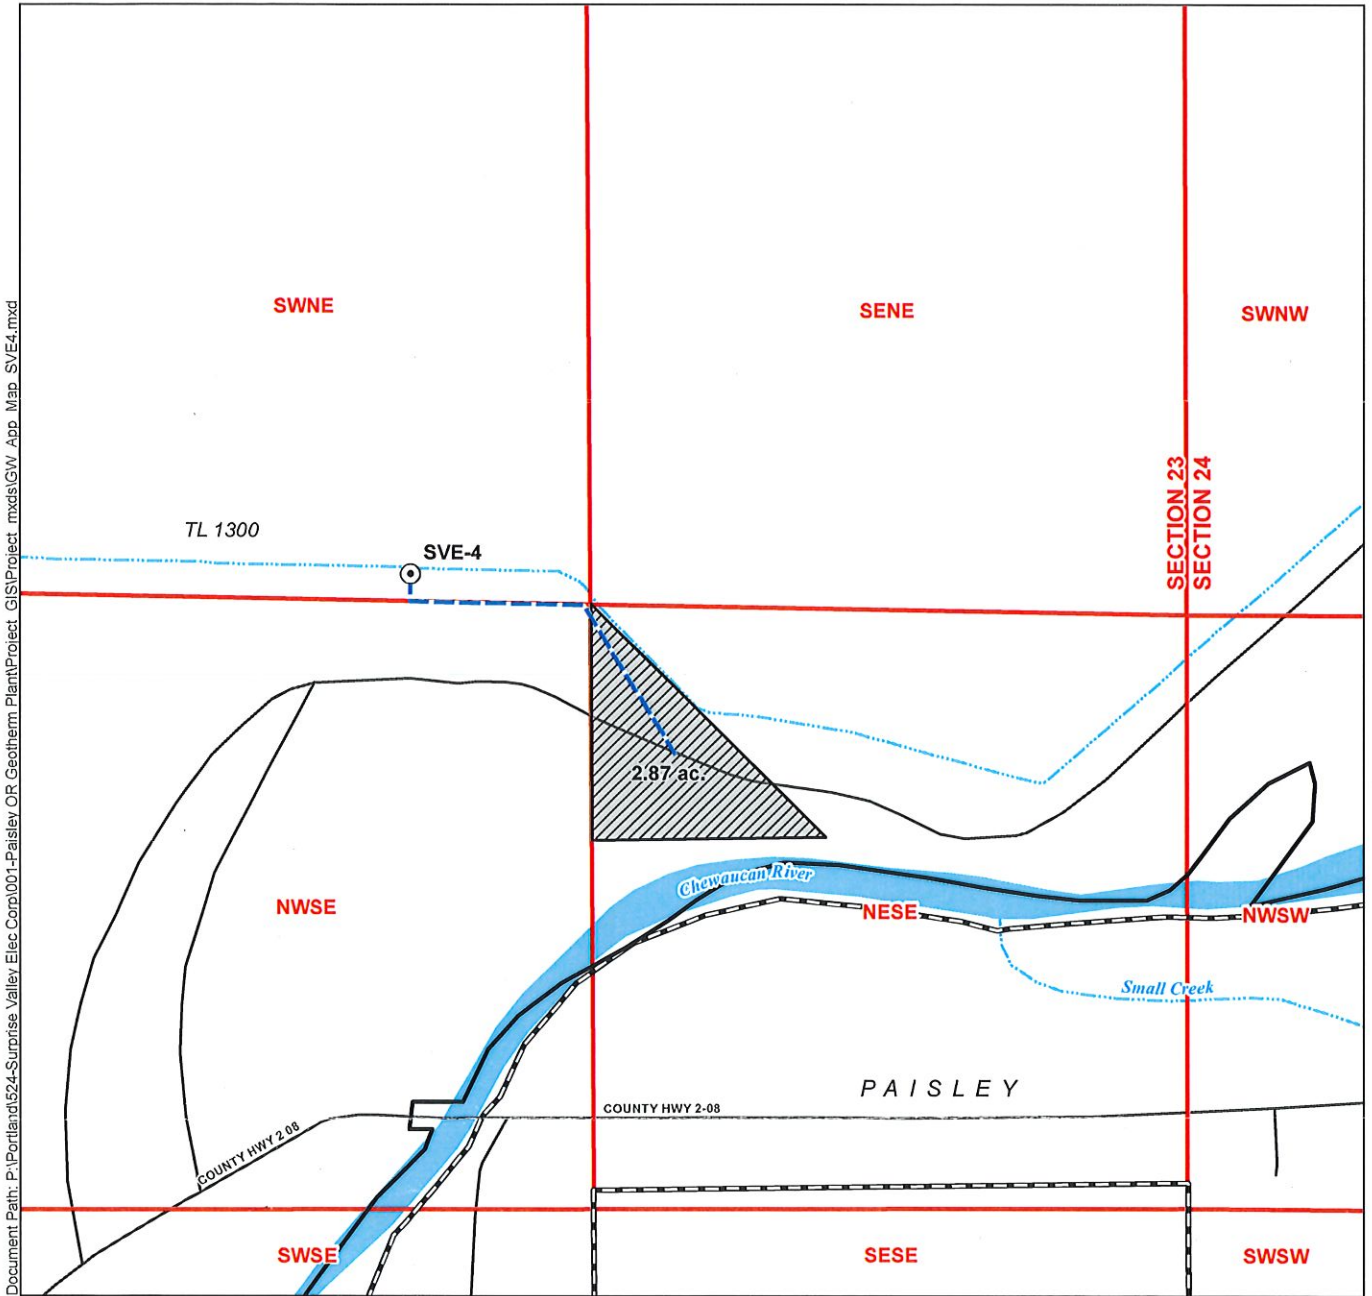 SWNE
SENE
SWNW
SECTION 23
SECTION 24
TL 1300
SVE-4
2.87 ac.
Chewaucan River
NWSE
NESE
NWSW
Small Creek
PAISLEY
COUNTY HWY 2-08
COUNTY HWY 2 08
SWSE
SESE
SWSW
Document Path: P:\Portland\524-Surprise Valley Elec Corp\001-Paisley OR Geotherm Plant\Project_GIS\Project_mxds\GW_App_Map_SVE4.mxd